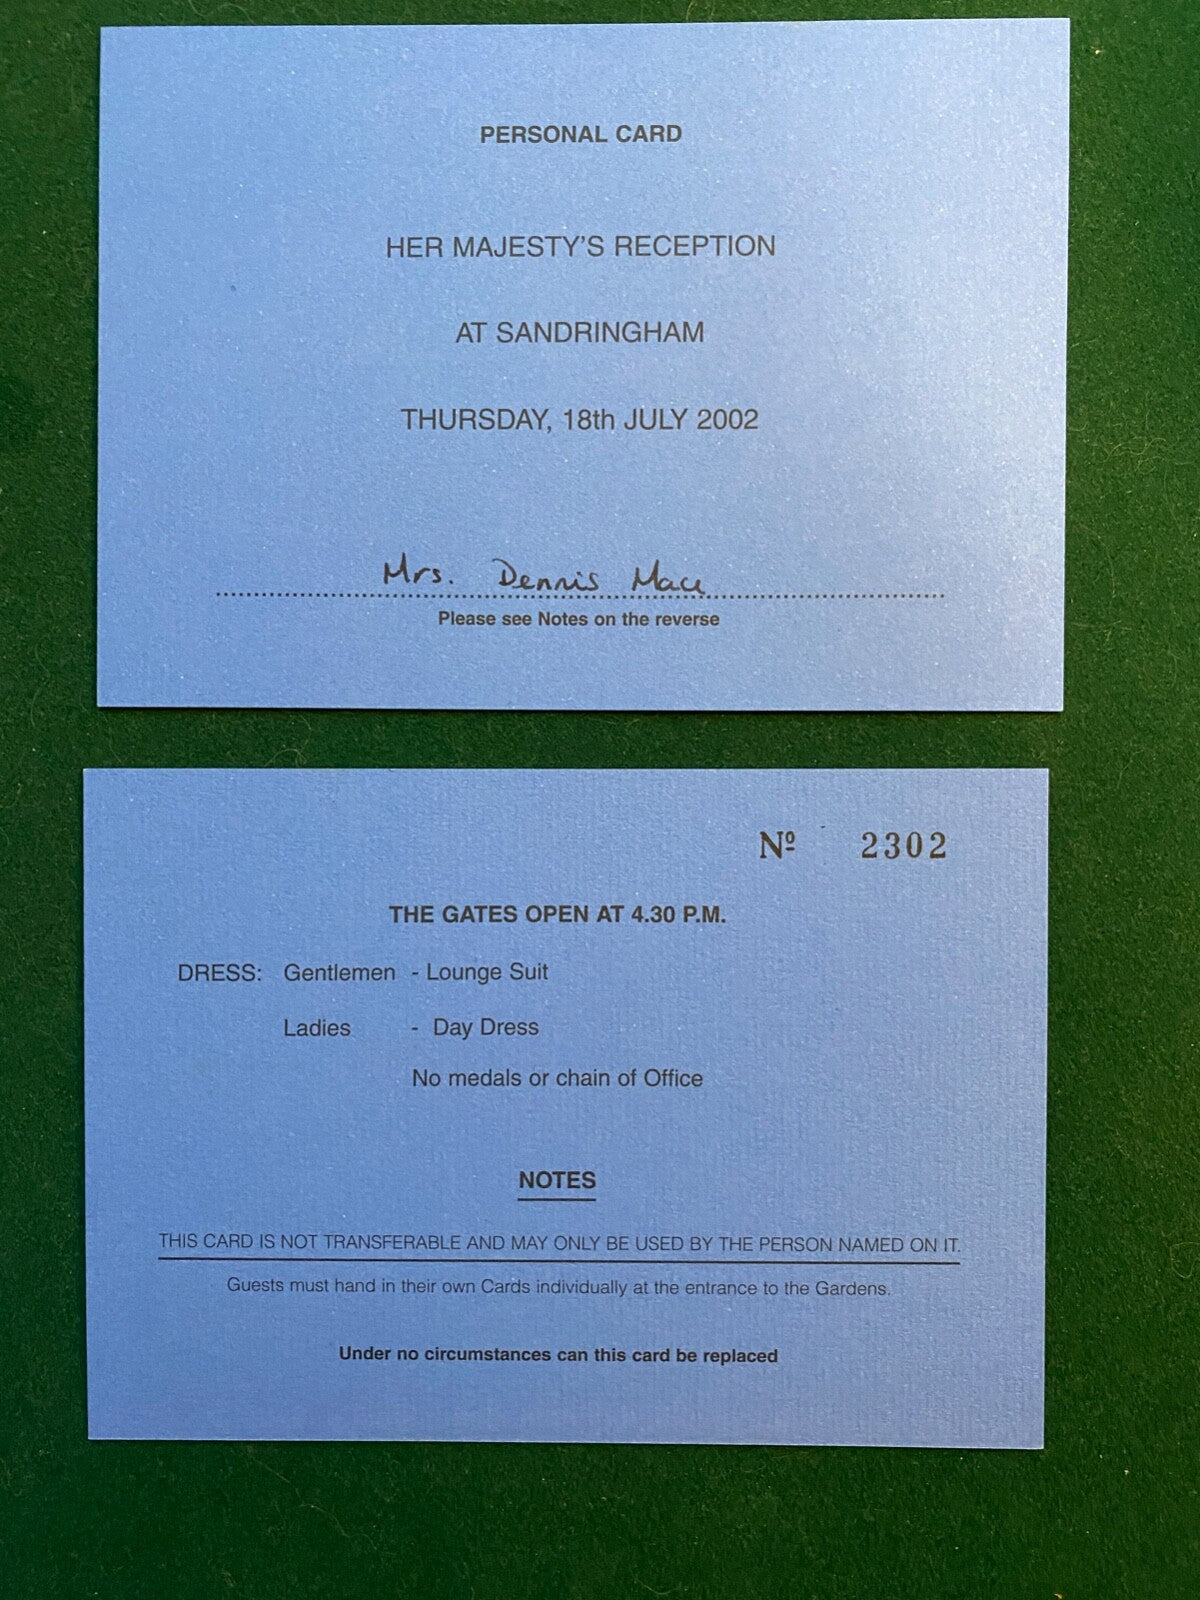 PERSONAL CARD
HER MAJESTY'S RECEPTION
AT SANDRINGHAM
THURSDAY, 18th JULY 2002
Mrs. Dennis Mace
Please see Notes on the reverse
Nº 2302
THE GATES OPEN AT 4.30 P.M.
DRESS: Gentlemen - Lounge Suit
Ladies - Day Dress
No medals or chain of Office
NOTES
THIS CARD IS NOT TRANSFERABLE AND MAY ONLY BE USED BY THE PERSON NAMED ON IT.
Guests must hand in their own Cards individually at the entrance to the Gardens.
Under no circumstances can this card be replaced